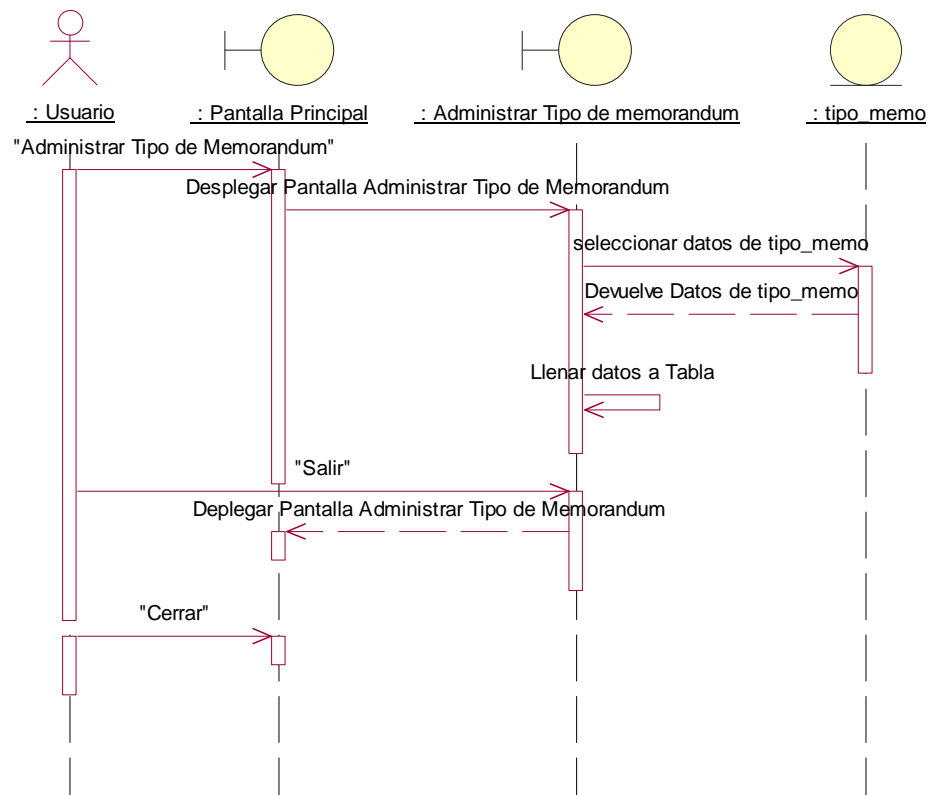 : Usuario
: Pantalla Principal
: Administrar Tipo de memorandum
: tipo_memo
"Administrar Tipo de Memorandum"
Desplegar Pantalla Administrar Tipo de Memorandum
seleccionar datos de tipo_memo
Devuelve Datos de tipo_memo
Llenar datos a Tabla
"Salir"
Deplegar Pantalla Administrar Tipo de Memorandum
"Cerrar"